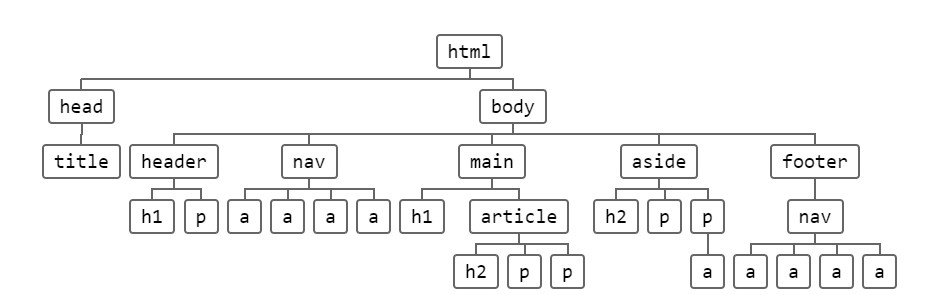 html
head body
title header nav main aside footer
h1 p a a a a h1 article h2 p p nav
h2 p p a a a a a